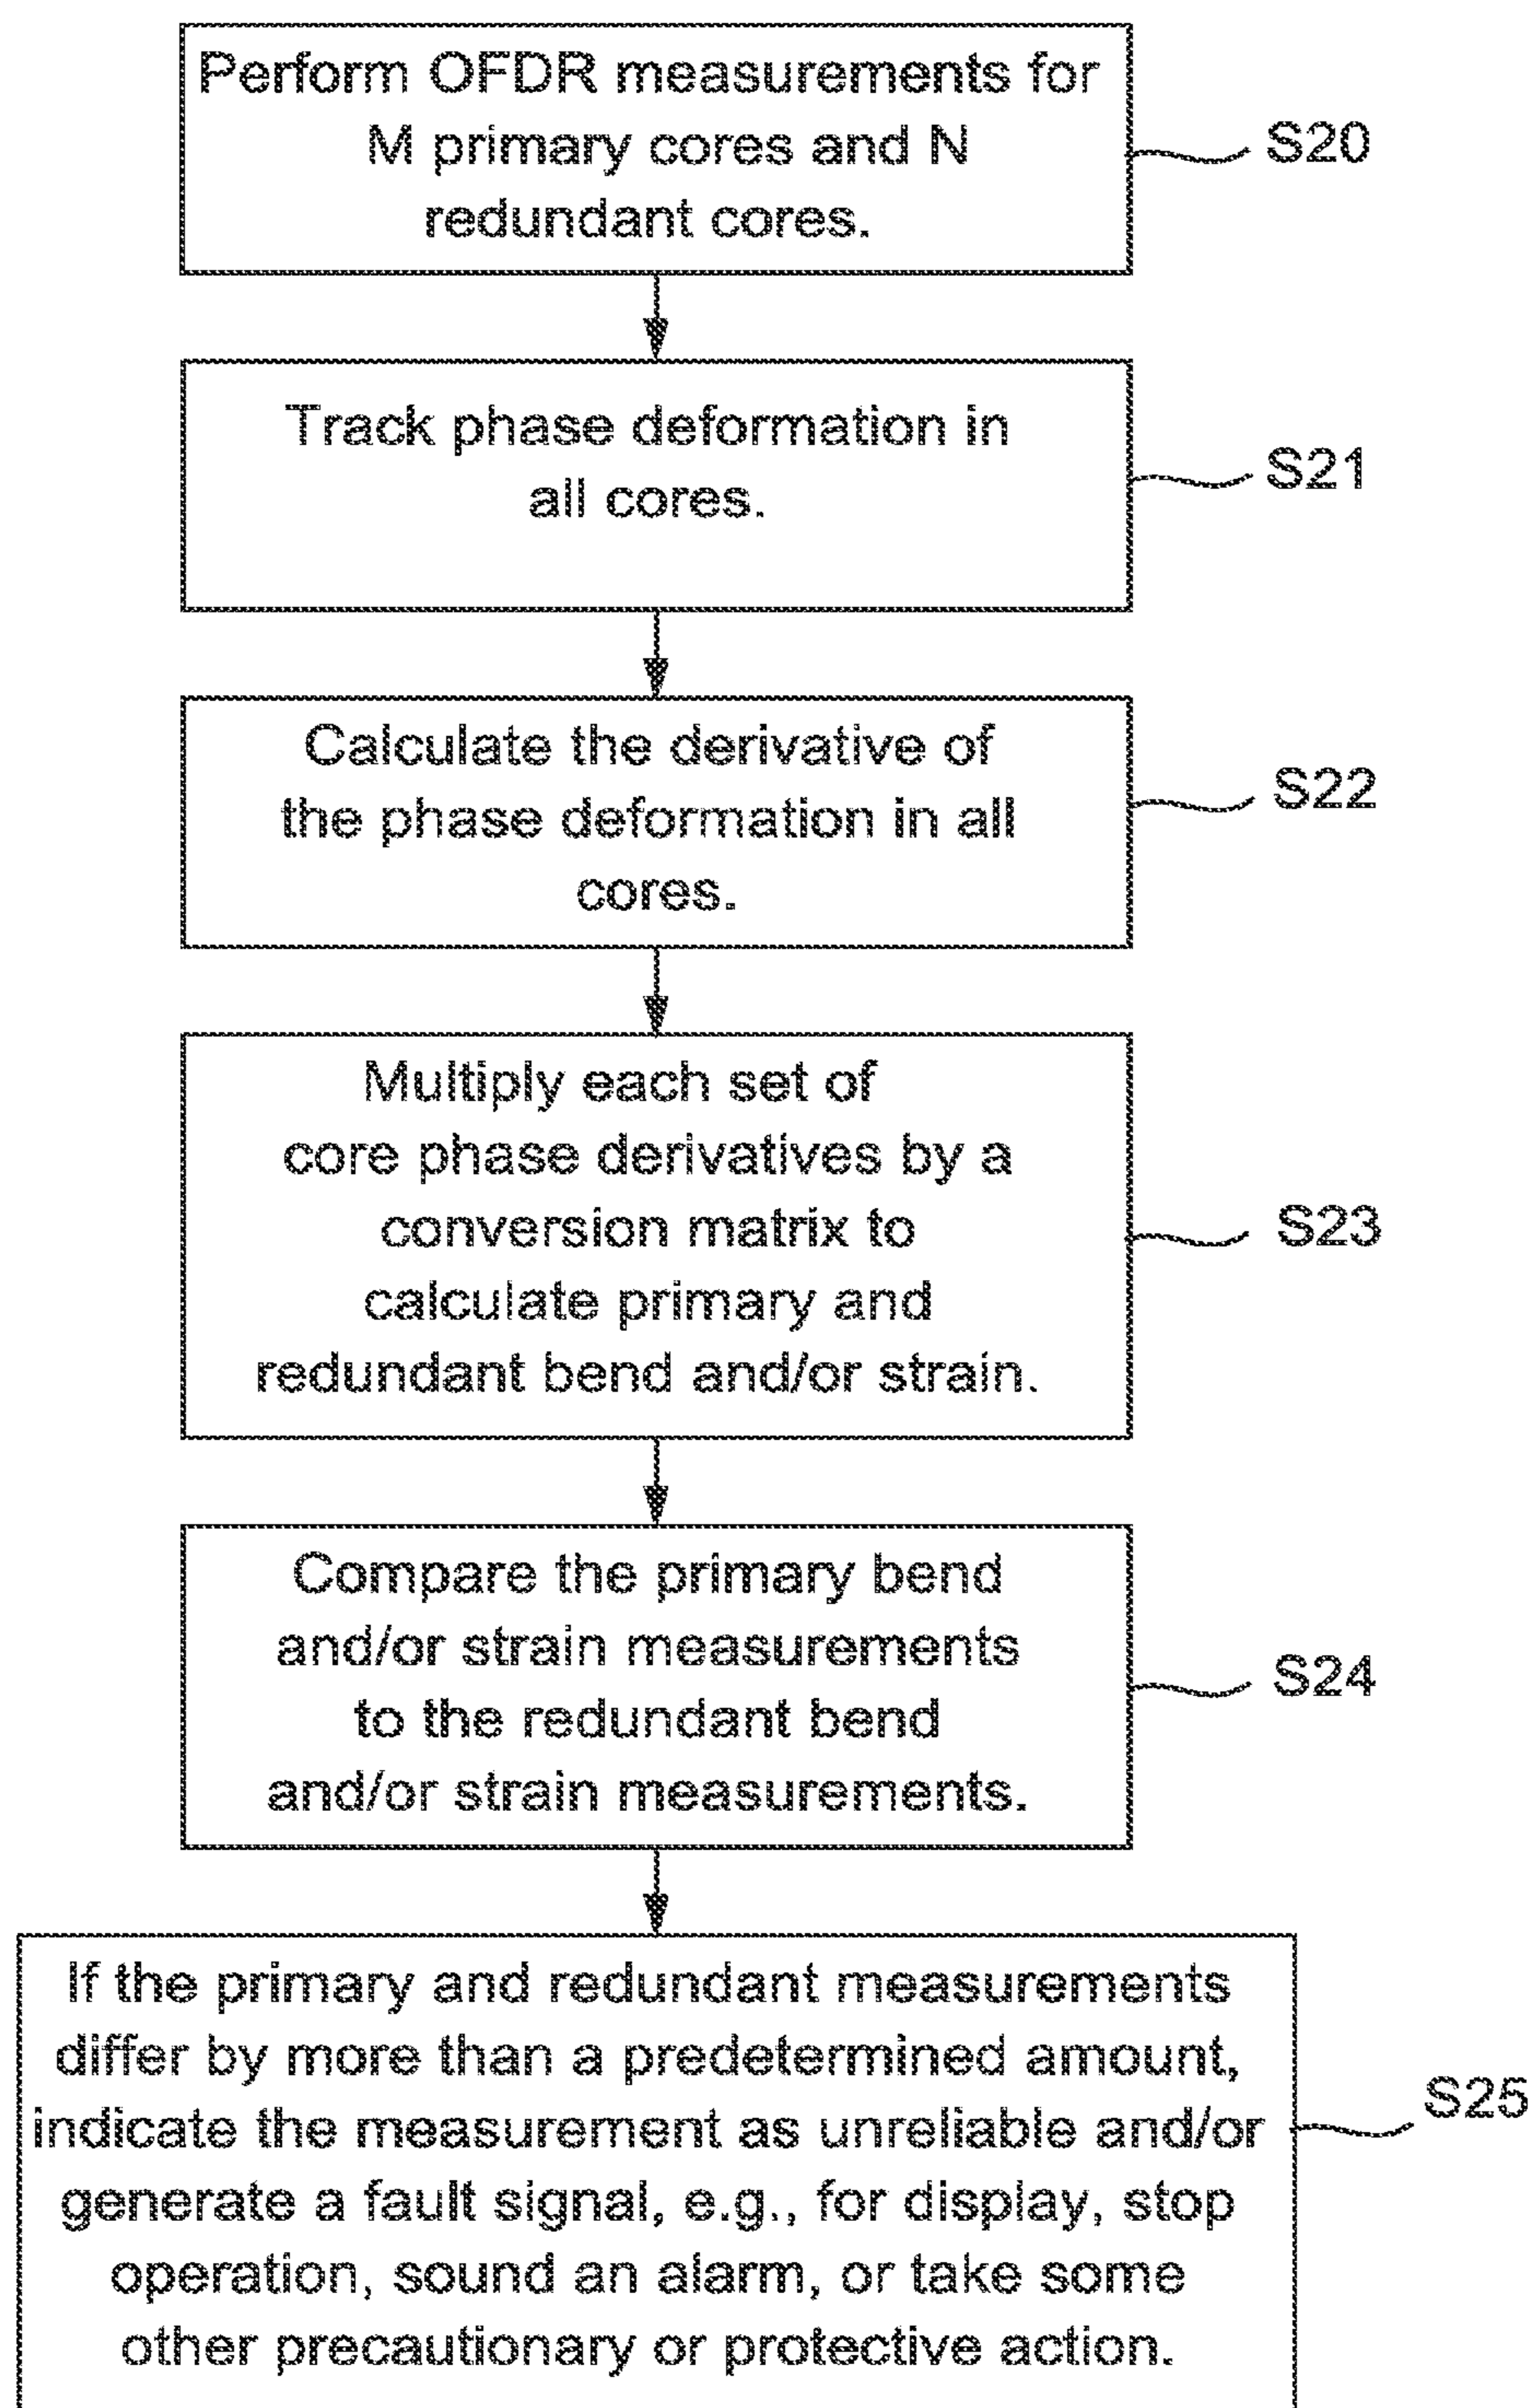 Perform OFDR measurements for
M primary cores and N
redundant cores.
S20
Track phase deformation in
all cores.
S21
Calculate the derivative of
the phase deformation in all
cores.
S22
Multiply each set of
core phase derivatives by a
conversion matrix to
calculate primary and
redundant bend and/or strain.
S23
Compare the primary bend
and/or strain measurements
to the redundant bend
and/or strain measurements.
S24
If the primary and redundant measurements
differ by more than a predetermined amount,
indicate the measurement as unreliable and/or
generate a fault signal, e.g., for display, stop
operation, sound an alarm, or take some
other precautionary or protective action.
S25